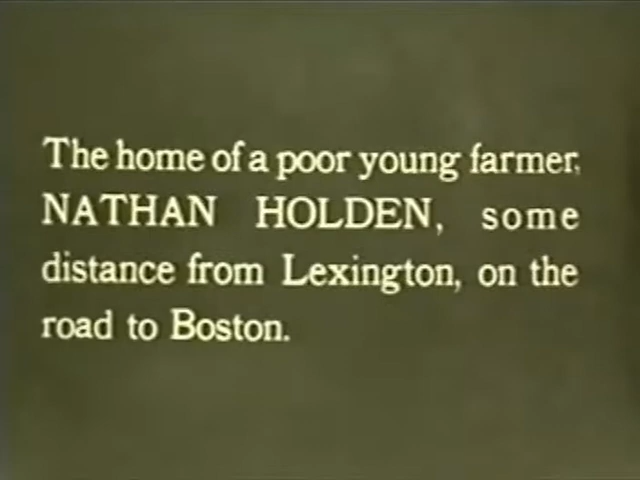 The home of a poor young farmer,
NATHAN HOLDEN, some
distance from Lexington, on the
road to Boston.